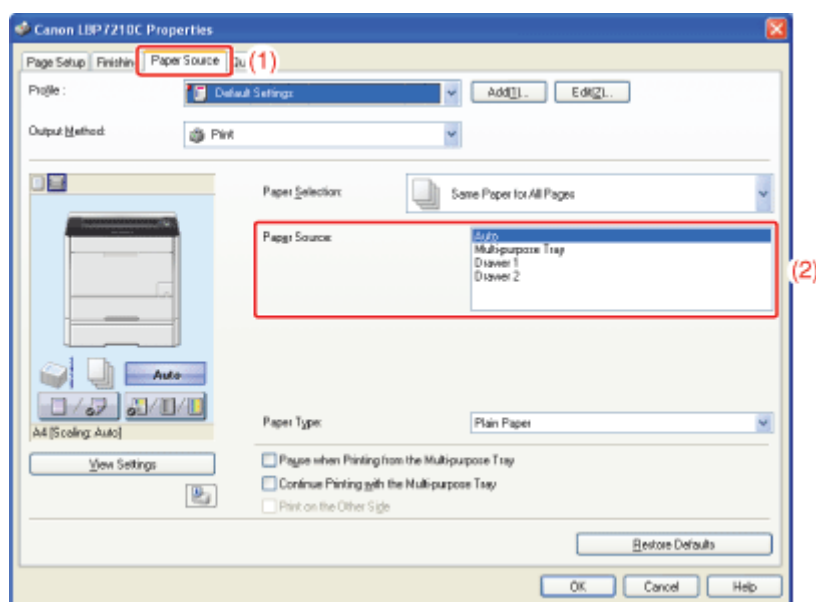 Canon LBP7210C Properties
Page Setup Finishin Paper Source Qu (1)
Profile : Default Settings Add(1)... Edit(2)...
Output Method: Print
Paper Selection: Same Paper for All Pages
Paper Source: Auto
Multi-purpose Tray
Drawer 1
Drawer 2
(2)
Auto
A4 [Scaling: Auto]
Paper Type: Plain Paper
View Settings
Pause when Printing from the Multi-purpose Tray
Continue Printing with the Multi-purpose Tray
Print on the Other Side
Restore Defaults
OK Cancel Help